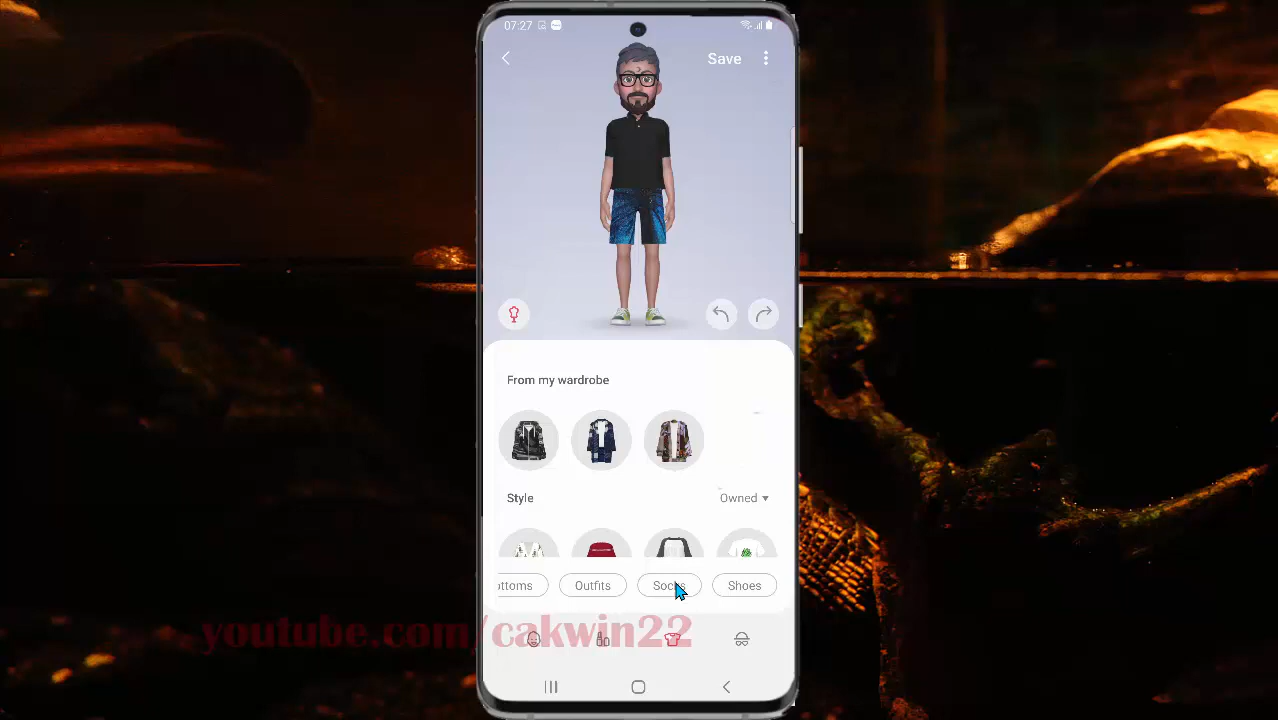 07:27
Save
From my wardrobe
Style
Owned
ottoms
Outfits
Socks
Shoes
youtube.com/cakwin22